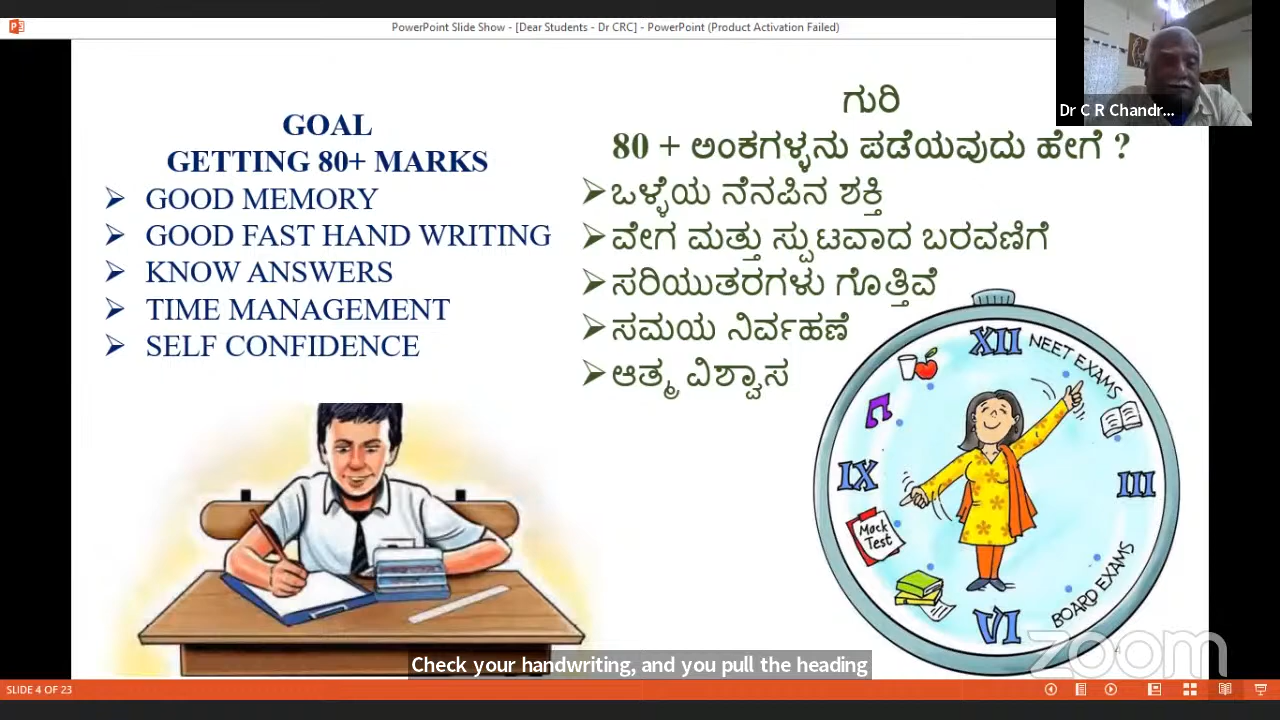 PowerPoint Slide Show - [Dear Students - Dr CRC] - PowerPoint (Product Activation Failed)
Dr C R Chandr...
GOAL
GETTING 80+ MARKS
GOOD MEMORY
GOOD FAST HAND WRITING
KNOW ANSWERS
TIME MANAGEMENT
SELF CONFIDENCE
ಗುರಿ
80 + ಅಂಕಗಳ್ಳನು ಪಡೆಯವುದು ಹೇಗೆ ?
ಒಳ್ಳೆಯ ನೆನಪಿನ ಶಕ್ತಿ
ವೇಗ ಮತ್ತು ಸ್ಪುಟವಾದ ಬರವಣಿಗೆ
ಸರಿಯುತರಗಳು ಗೊತ್ತಿವೆ
ಸಮಯ ನಿರ್ವಹಣೆ
ಆತ್ಮ ವಿಶ್ವಾಸ
XII
NEET EXAMS
III
BOARD EXAMS
VI
Mock
Test
IX
zoom
Check your handwriting, and you pull the heading
SLIDE 4 OF 23